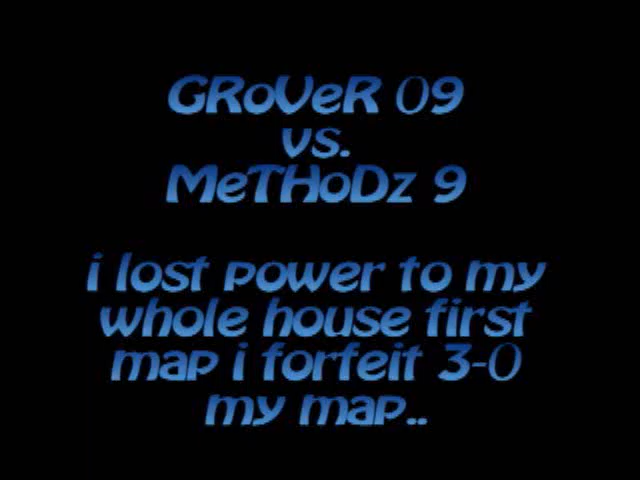 GRoVeR 09
vs.
MeTHoDz 9
i lost power to my
whole house first
map i forfeit 3-0
my map..